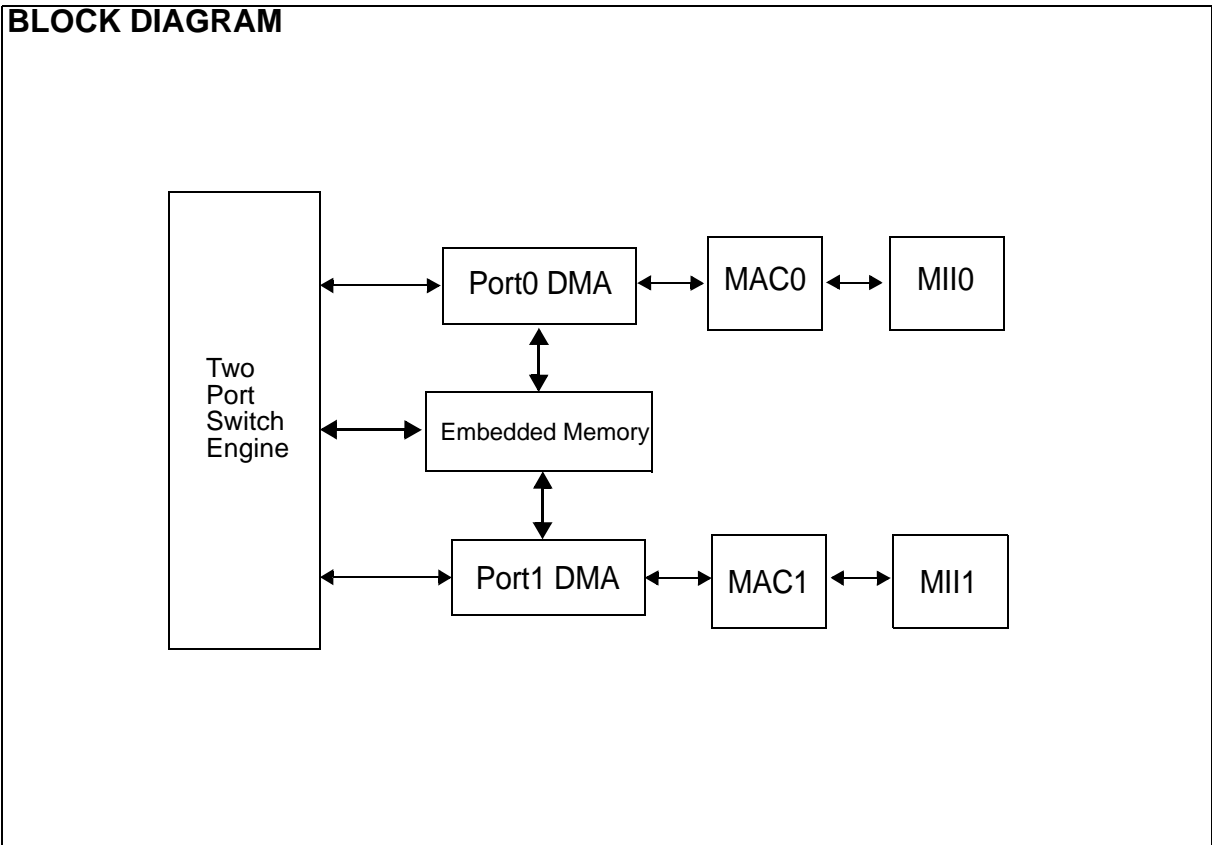 BLOCK DIAGRAM
Port0 DMA
MAC0
MII0
Two
Port
Switch
Engine
Embedded Memory
Port1 DMA
MAC1
MII1